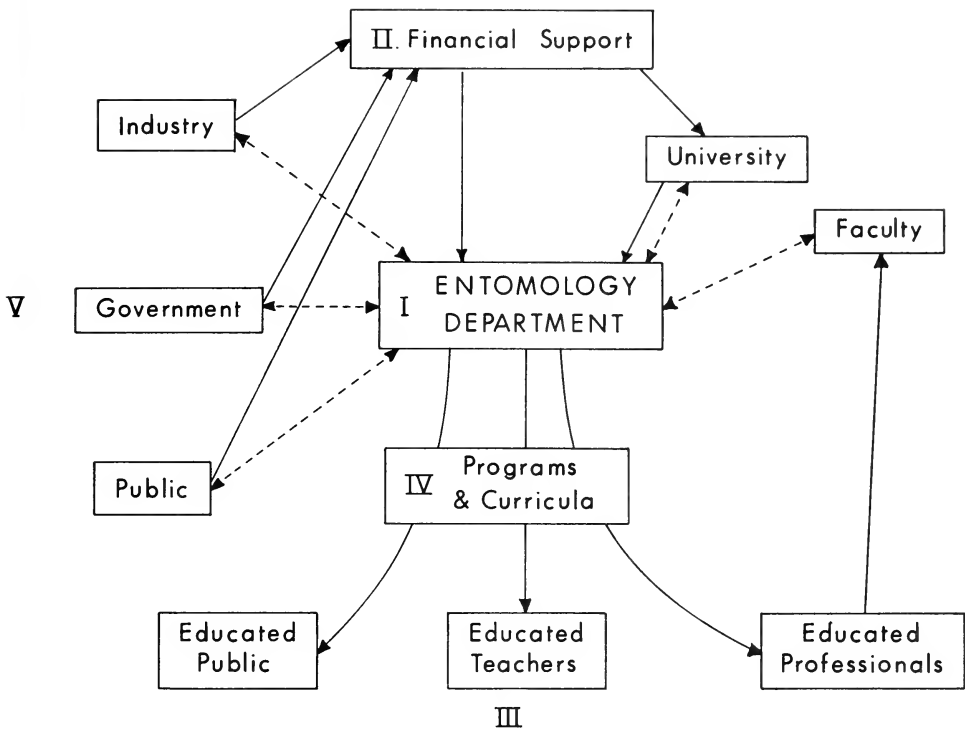 II. Financial Support
Industry
University
Faculty
V
Government
I
ENTOMOLOGY
DEPARTMENT
Public
IV
Programs
& Curricula
Educated
Public
Educated
Teachers
Educated
Professionals
III